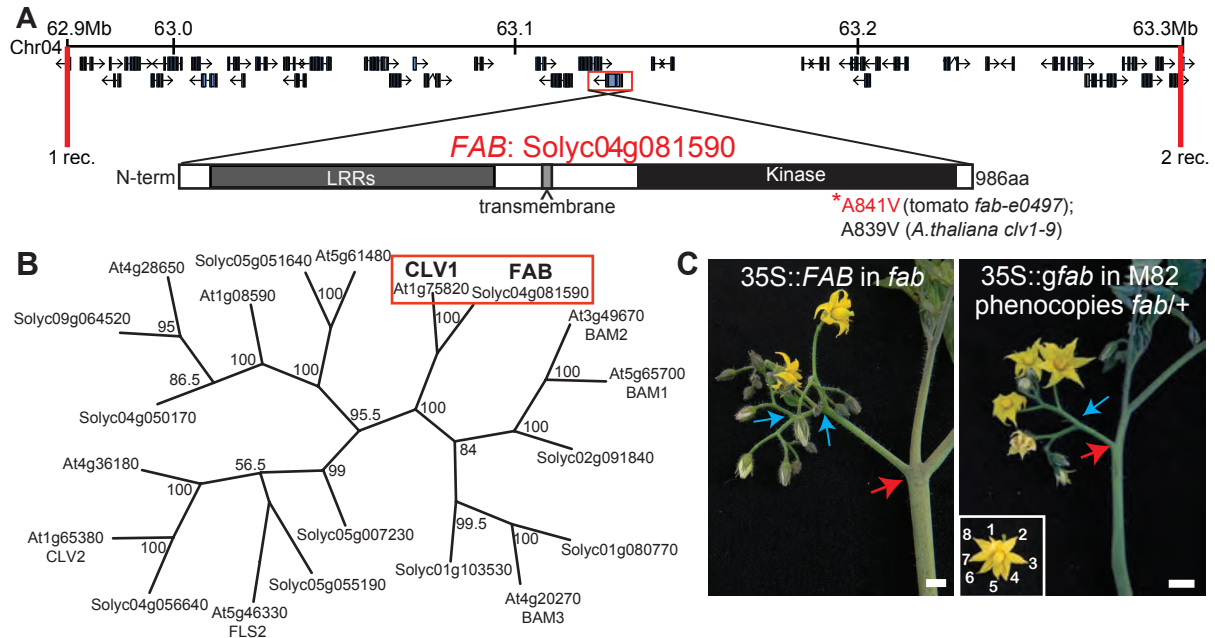 A
62.9Mb 63.0 63.1 63.2 63.3Mb
Chr04
1 rec.
2 rec.
FAB: Solyc04g081590
N-term LRRs Kinase 986aa
transmembrane
*A841V (tomato fab-e0497);
A839V (A.thaliana clv1-9)
B
At4g28650
Solyc05g051640
At5g61480
CLV1 FAB
At1g75820 Solyc04g081590
At1g08590
Solyc09g064520
At3g49670
BAM2
100
100
95
100
At5g65700
BAM1
100
86.5
100
100
Solyc04g050170
95.5
100
100
84
Solyc02g091840
At4g36180
56.5
99
100
At1g65380
CLV2
100
Solyc05g007230
99.5
Solyc01g080770
100
Solyc01g103530
Solyc05g055190
Solyc04g056640
At5g46330
FLS2
At4g20270
BAM3
C
35S::FAB in fab
35S::gfab in M82
phenocopies fab/+
1 2 3 4 5 6 7 8